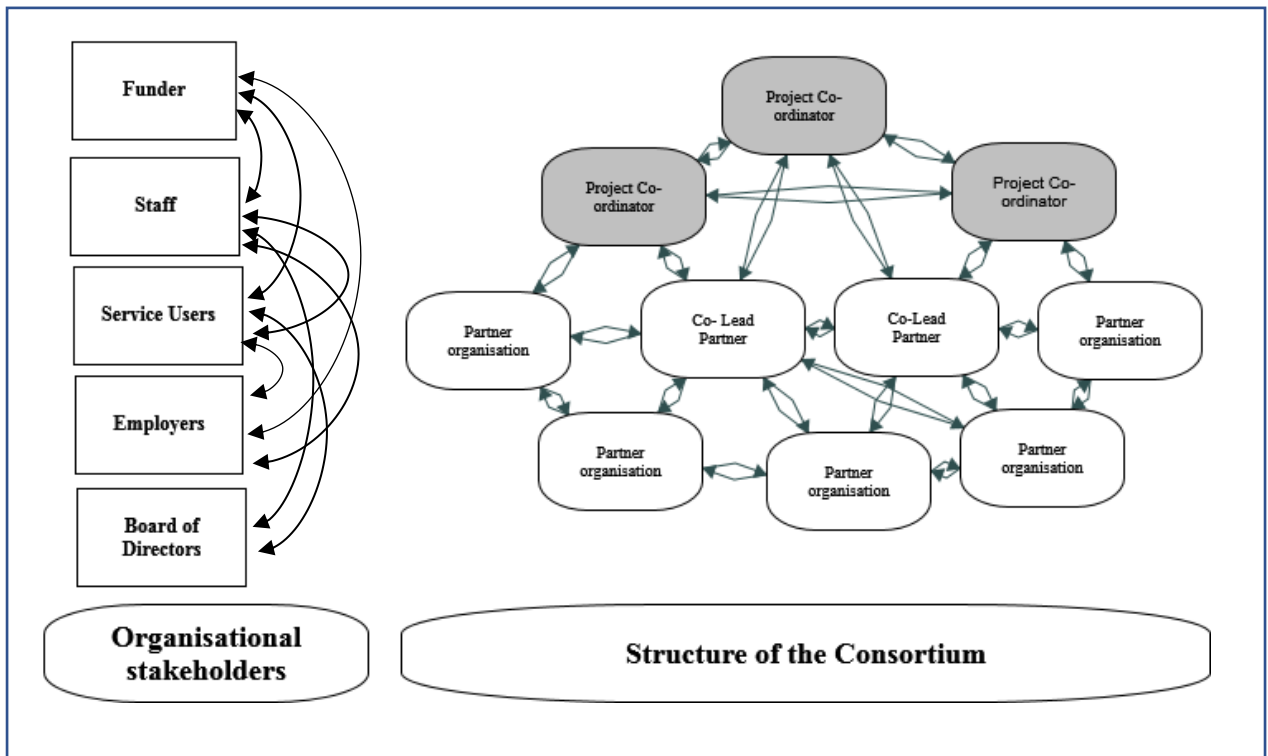 Funder
Staff
Service Users
Employers
Board of
Directors
Organisational
stakeholders
Project Co-
ordinator
Project Co-
ordinator
Project Co-
ordinator
Partner
organisation
Co- Lead
Partner
Co-Lead
Partner
Partner
organisation
Partner
organisation
Partner
organisation
Partner
organisation
Structure of the Consortium